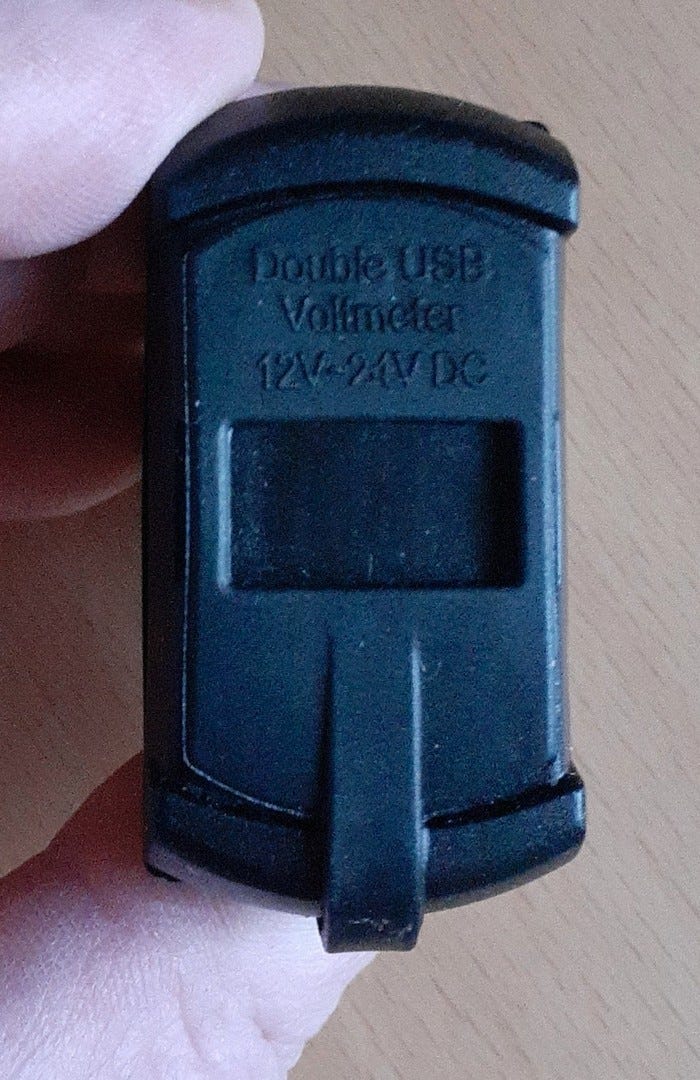 Double USB
Voltmeter
12V~24V DC